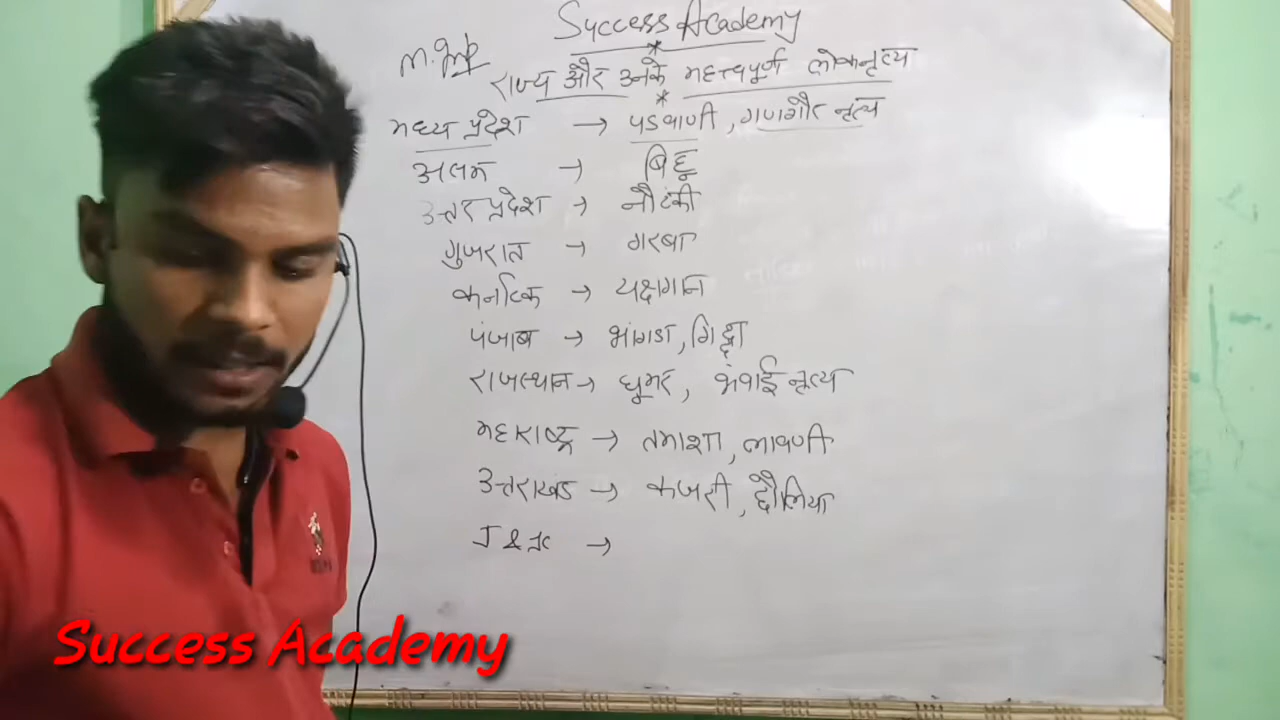 Success Academy
M. Imp
राज्य और उनके महत्त्वपूर्ण लोकनृत्य
मध्य प्रदेश → पडवाणी, गणगौर नृत्य
असम → बिहू
उत्तर प्रदेश → नौटंकी
गुजरात → गरबा
कर्नाटक → यक्षगान
पंजाब → भांगडा, गिद्दा
राजस्थान → घूमर, भंवाई नृत्य
महाराष्ट्र → तमाशा, लावणी
उत्तराखंड → कजरी, छौलिया
J & K →
Success Academy